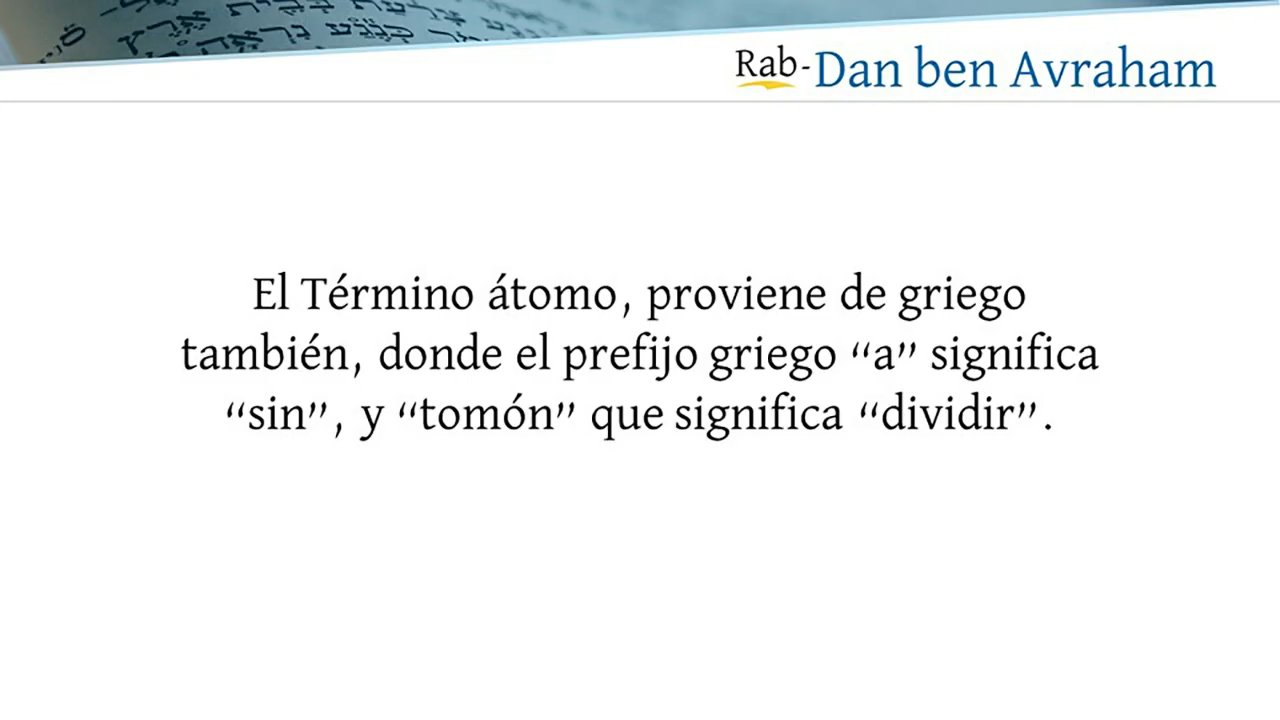 Rab-Dan ben Avraham
El Término átomo, proviene de griego
también, donde el prefijo griego “a” significa
“sin”, y “tomón” que significa “dividir”.